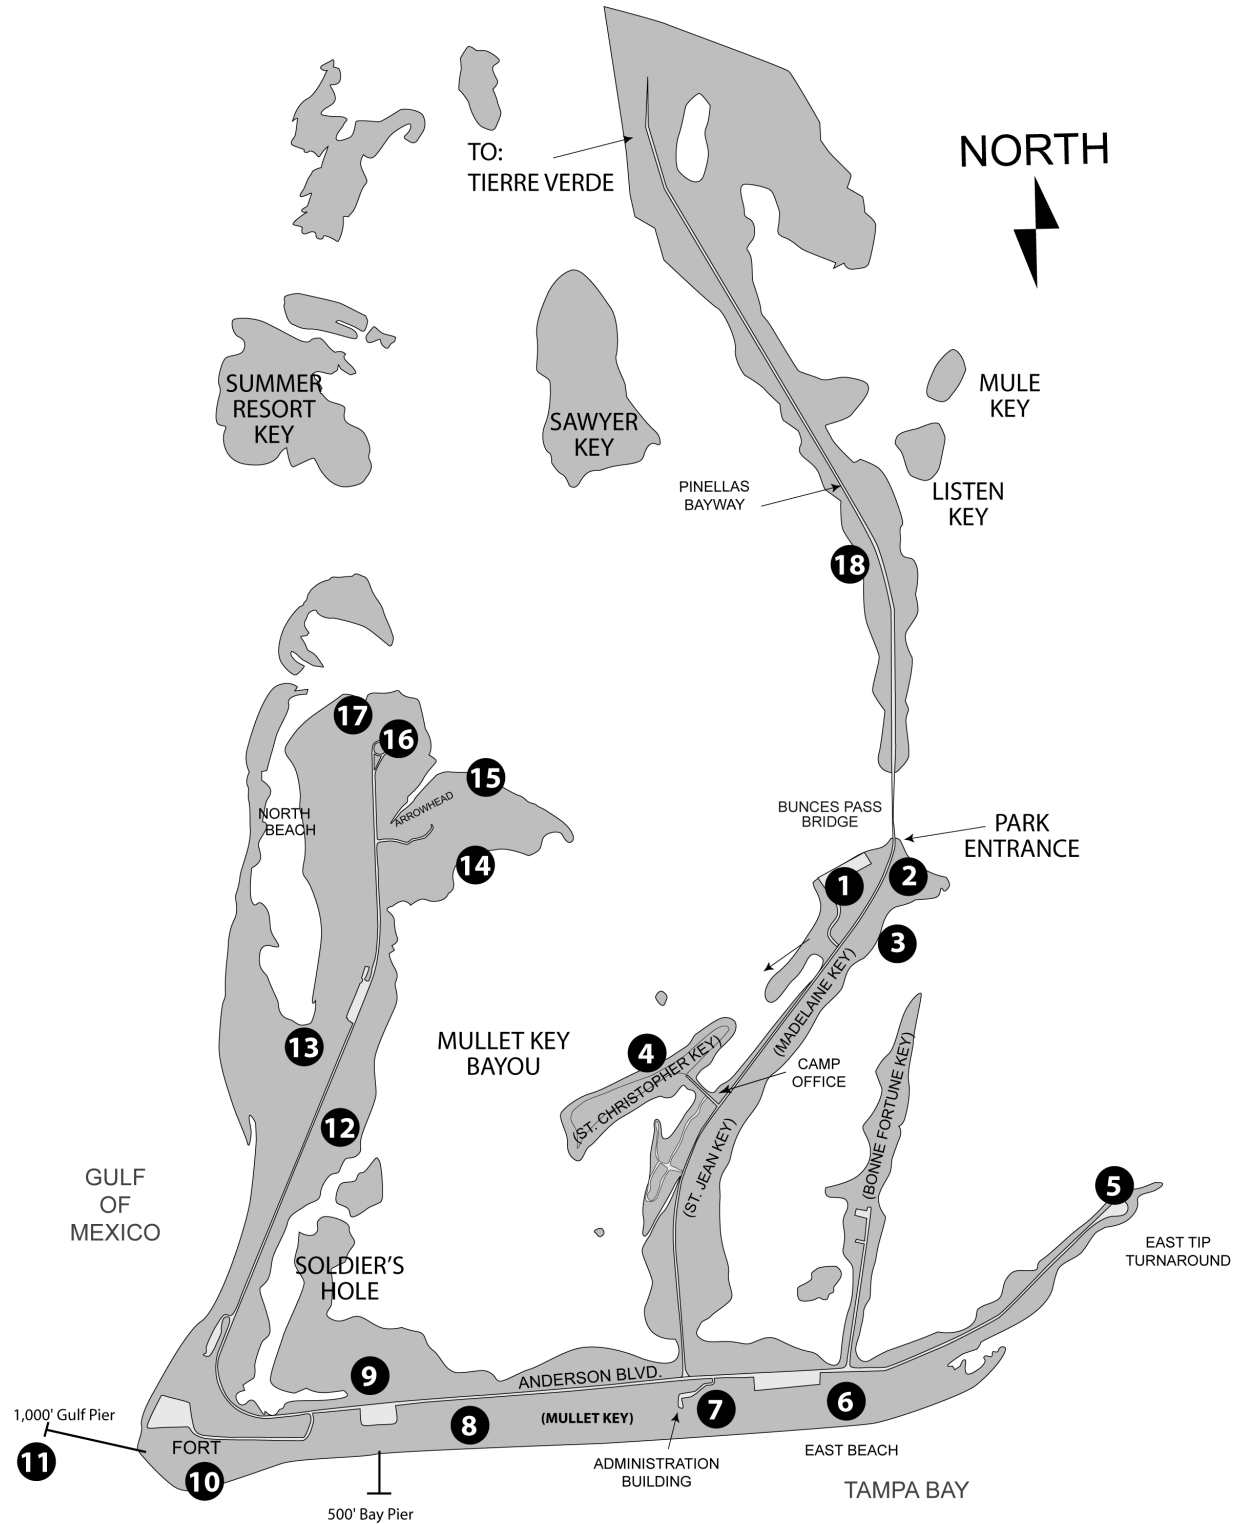 NORTH
TO:
TIERRE VERDE
SUMMER
RESORT
KEY
SAWYER
KEY
MULE
KEY
LISTEN
KEY
PINELLAS
BAYWAY
18
17
16
15
ARROWHEAD
NORTH
BEACH
14
BUNCES PASS
BRIDGE
PARK
ENTRANCE
1
2
3
(MADELAINE KEY)
MULLET KEY
BAYOU
4
(ST. CHRISTOPHER KEY)
CAMP
OFFICE
(BONNE FORTUNE KEY)
(ST. JEAN KEY)
13
12
GULF
OF
MEXICO
5
EAST TIP
TURNAROUND
SOLDIER'S
HOLE
9
ANDERSON BLVD.
8
(MULLET KEY)
7
6
1,000' Gulf Pier
11
FORT
10
ADMINISTRATION
BUILDING
EAST BEACH
TAMPA BAY
500' Bay Pier